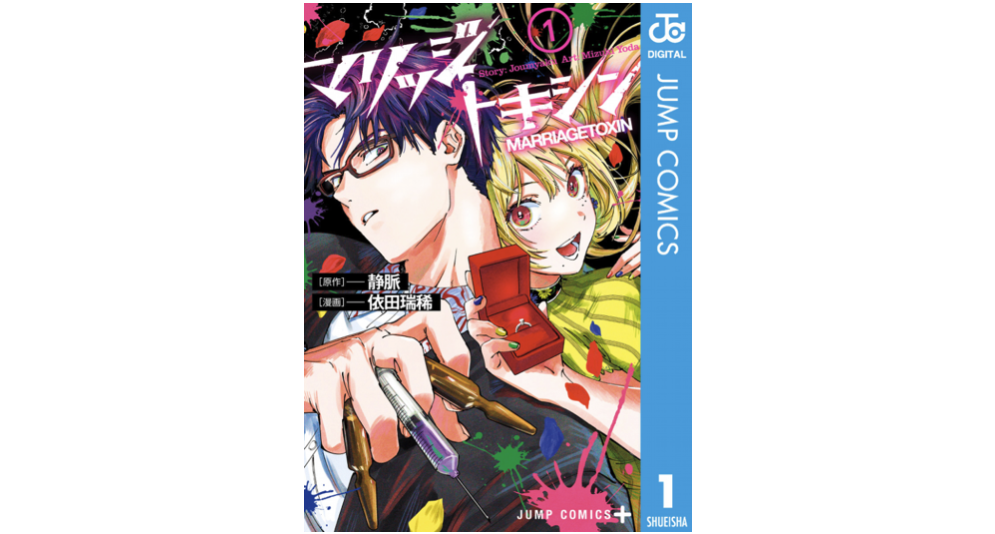 マリッジ
トキシン
1
Story: Joumyaku Art: Mizuki Yoda
MARRIAGETOXIN
[原作]──静脈
[漫画]──依田瑞稀
JUMP COMICS+
JC
DIGITAL
JUMP COMICS
1
SHUEISHA